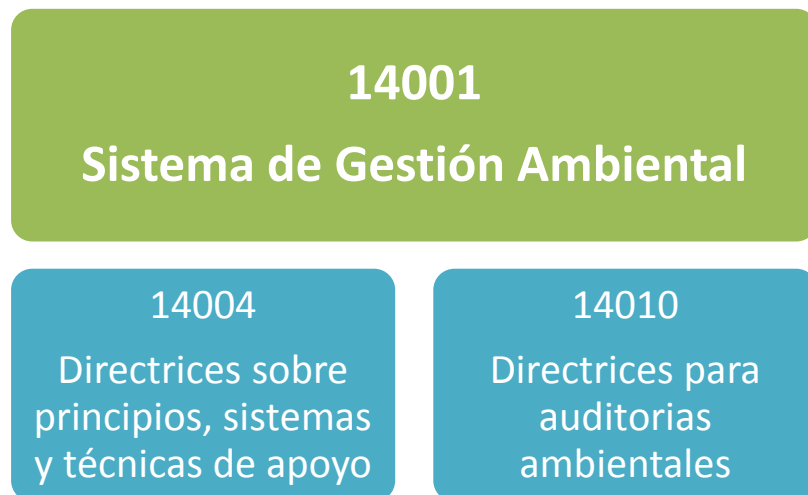 14001
Sistema de Gestión Ambiental
14004
Directrices sobre
principios, sistemas
y técnicas de apoyo
14010
Directrices para
auditorias
ambientales